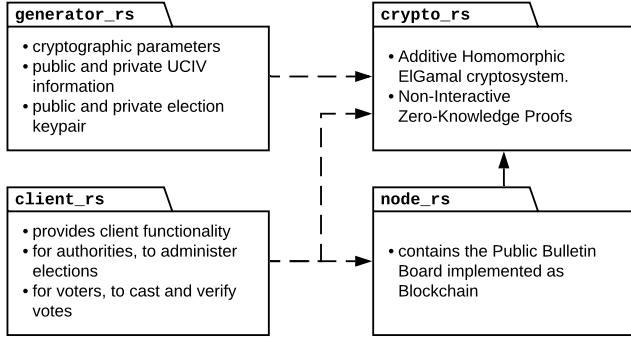 generator_rs
• cryptographic parameters
• public and private UCIV
information
• public and private election
keypair
crypto_rs
• Additive Homomorphic
ElGamal cryptosystem.
• Non-Interactive
Zero-Knowledge Proofs
client_rs
• provides client functionality
• for authorities, to administer
elections
• for voters, to cast and verify
votes
node_rs
• contains the Public Bulletin
Board implemented as
Blockchain